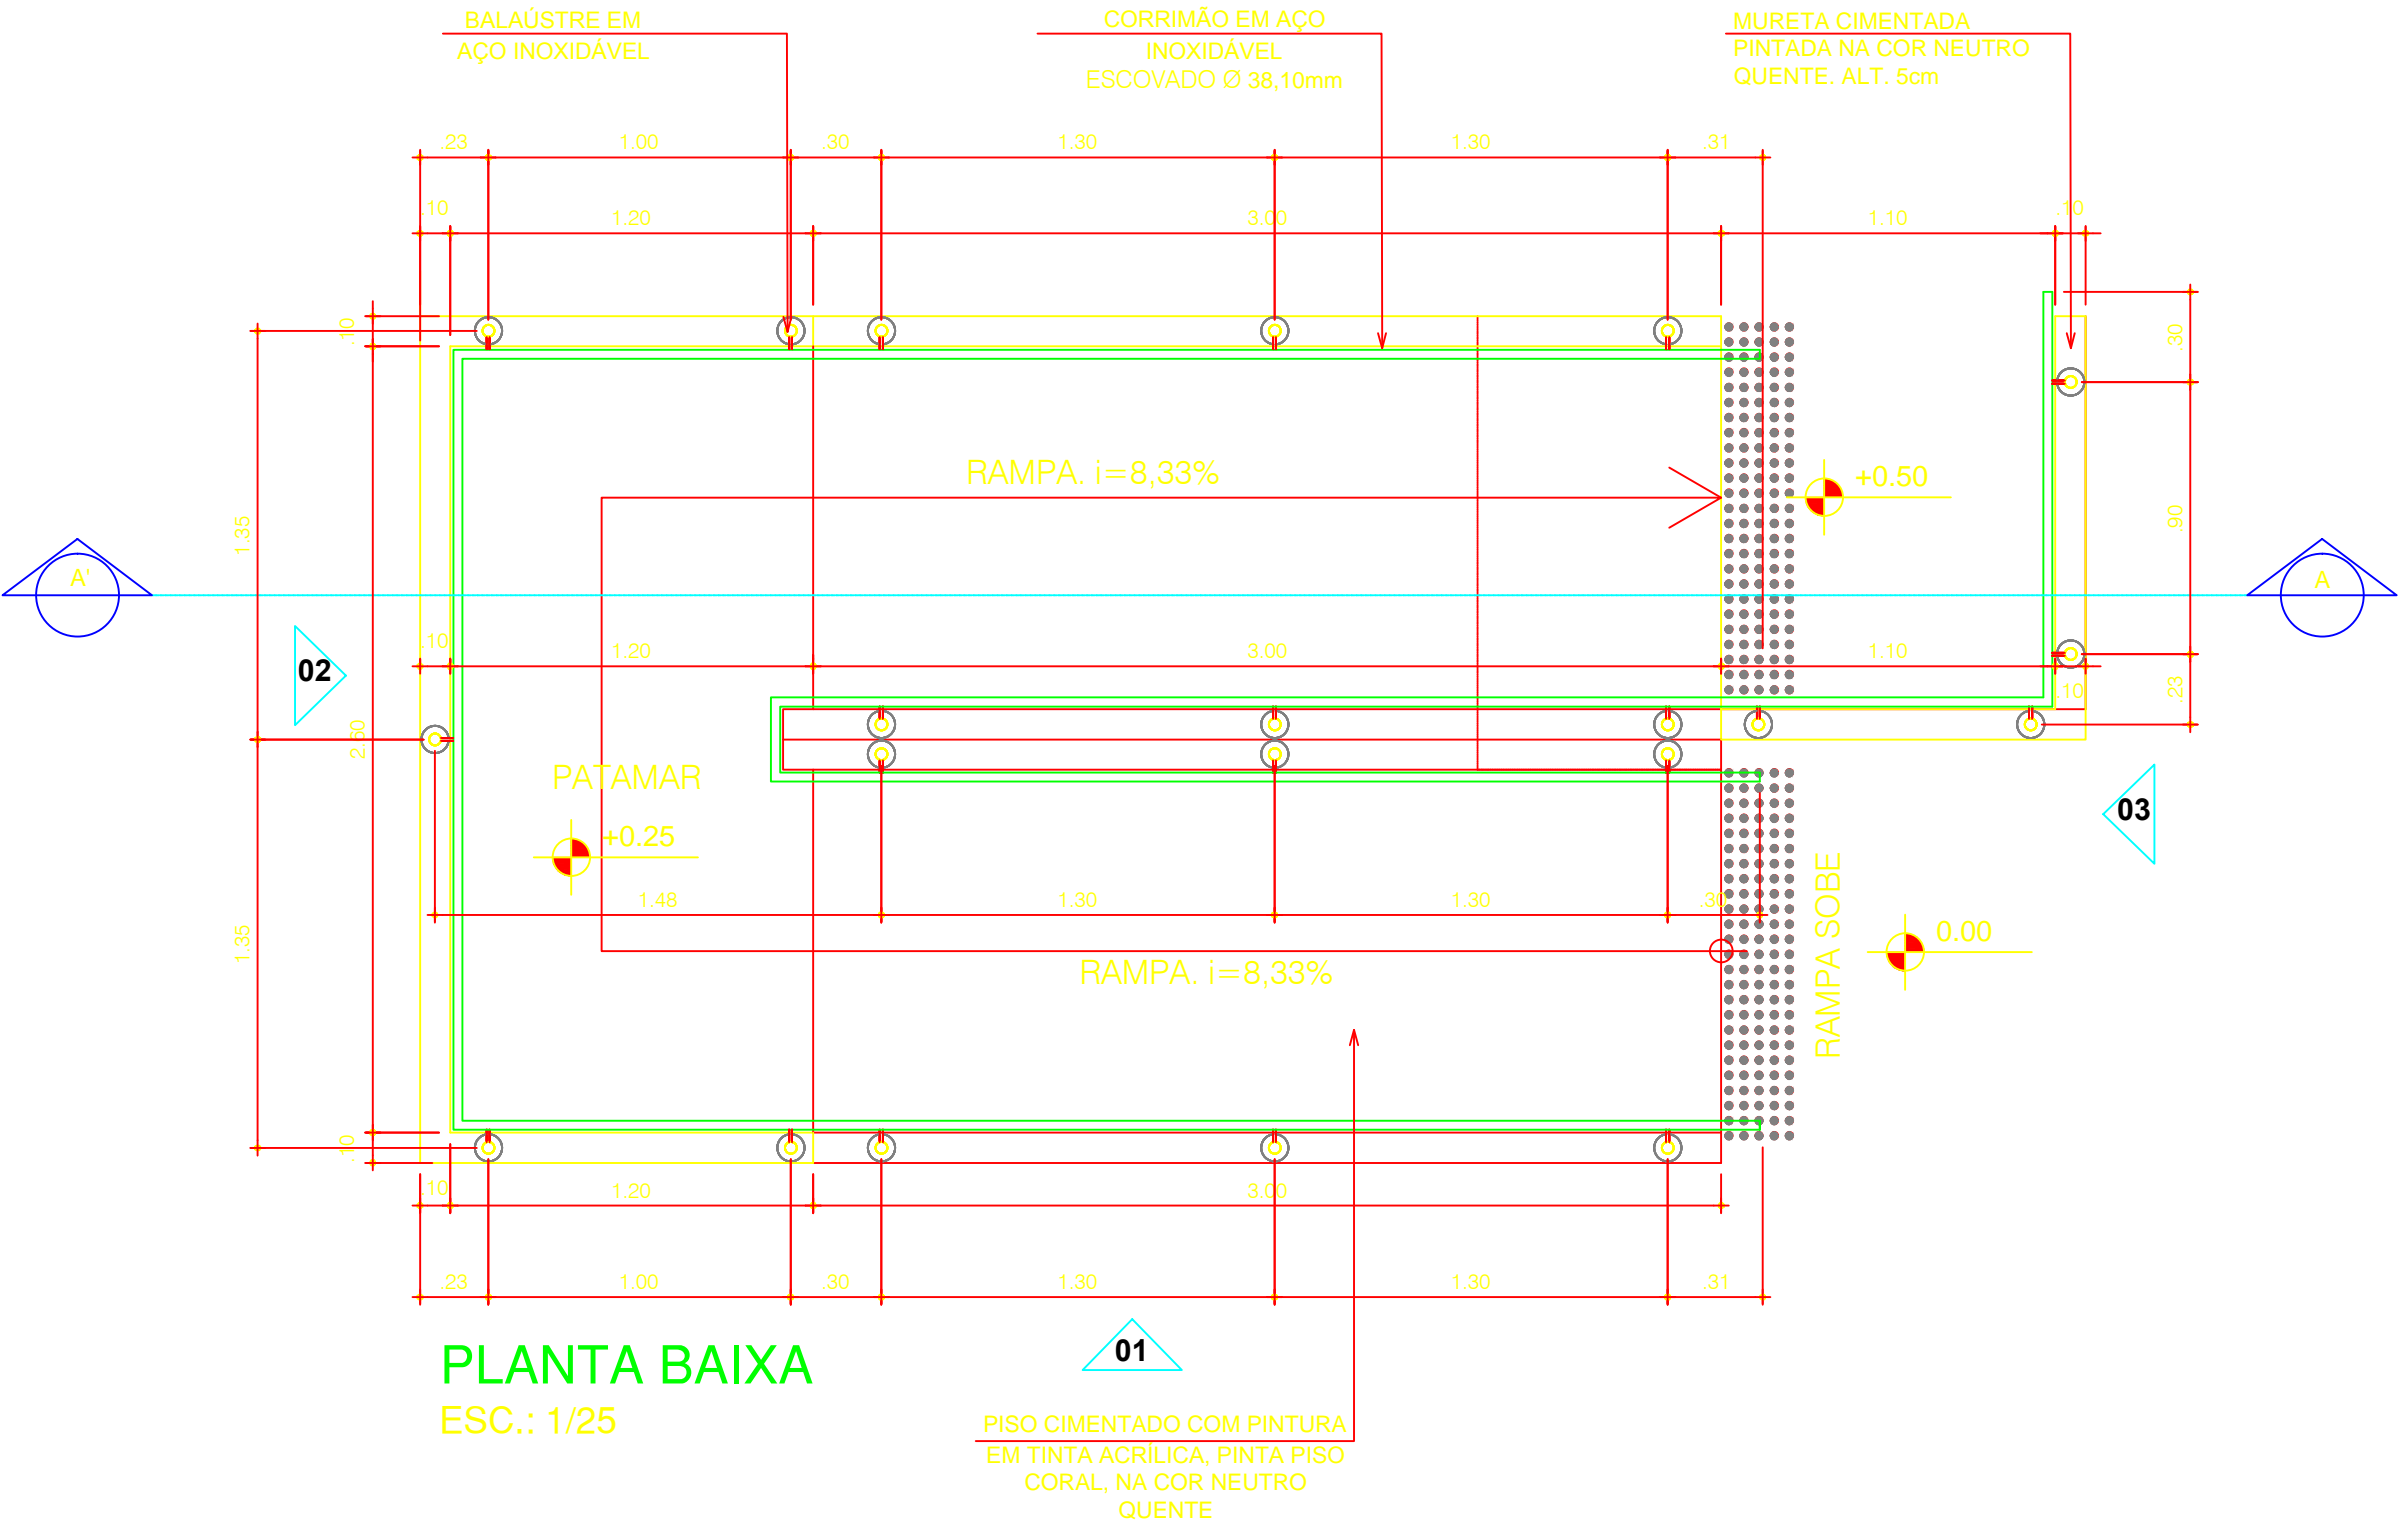 BALAÚSTRE EM
AÇO INOXIDÁVEL
CORRIMÃO EM AÇO
INOXIDÁVEL
ESCOVADO Ø 38,10mm
MURETA CIMENTADA
PINTADA NA COR NEUTRO
QUENTE. ALT. 5cm
.23 1.00 .30 1.30 1.30 .31
.10 1.20 3.00 1.10 .10
.10
.30
RAMPA. i=8,33%
+0.50
1.35
.90
A'
A
.10 1.20 3.00 1.10
02
.10
.23
2.60
PATAMAR
03
+0.25
1.48 1.30 1.30 .30
RAMPA SOBE
0.00
1.35
RAMPA. i=8,33%
.10
.10 1.20 3.00
.23 1.00 .30 1.30 1.30 .31
01
PLANTA BAIXA
ESC.: 1/25
PISO CIMENTADO COM PINTURA
EM TINTA ACRÍLICA, PINTA PISO
CORAL, NA COR NEUTRO
QUENTE